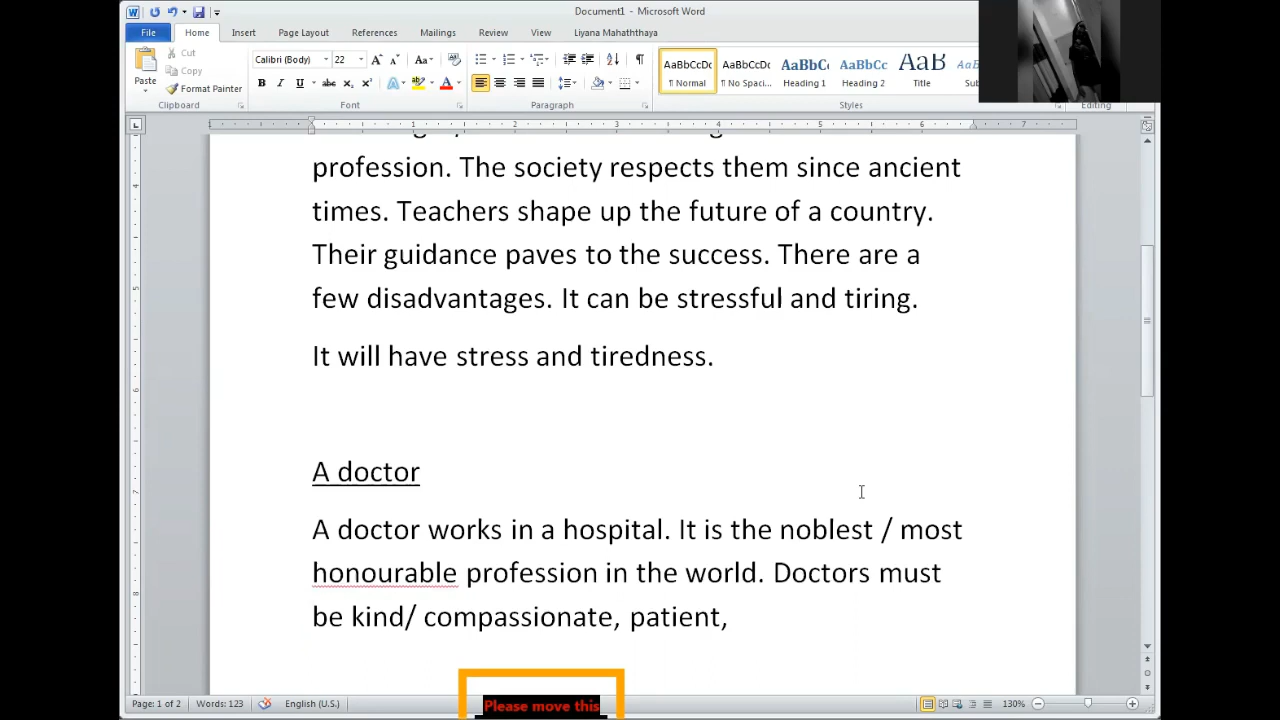 Document1 - Microsoft Word
File Home Insert Page Layout References Mailings Review View Liyana Mahaththaya
Cut
Copy
Format Painter
Paste
Clipboard
Calibri (Body) 22
Font
Paragraph
AaBbCcDc AaBbCcDc AaBbCc AaBbCc AaB
¶ Normal ¶ No Spaci... Heading 1 Heading 2 Title
Styles
Editing
profession. The society respects them since ancient
times. Teachers shape up the future of a country.
Their guidance paves to the success. There are a
few disadvantages. It can be stressful and tiring.
It will have stress and tiredness.
A doctor
A doctor works in a hospital. It is the noblest / most
honourable profession in the world. Doctors must
be kind/ compassionate, patient,
Please move this
Page: 1 of 2 Words: 123 English (U.S.) 130%